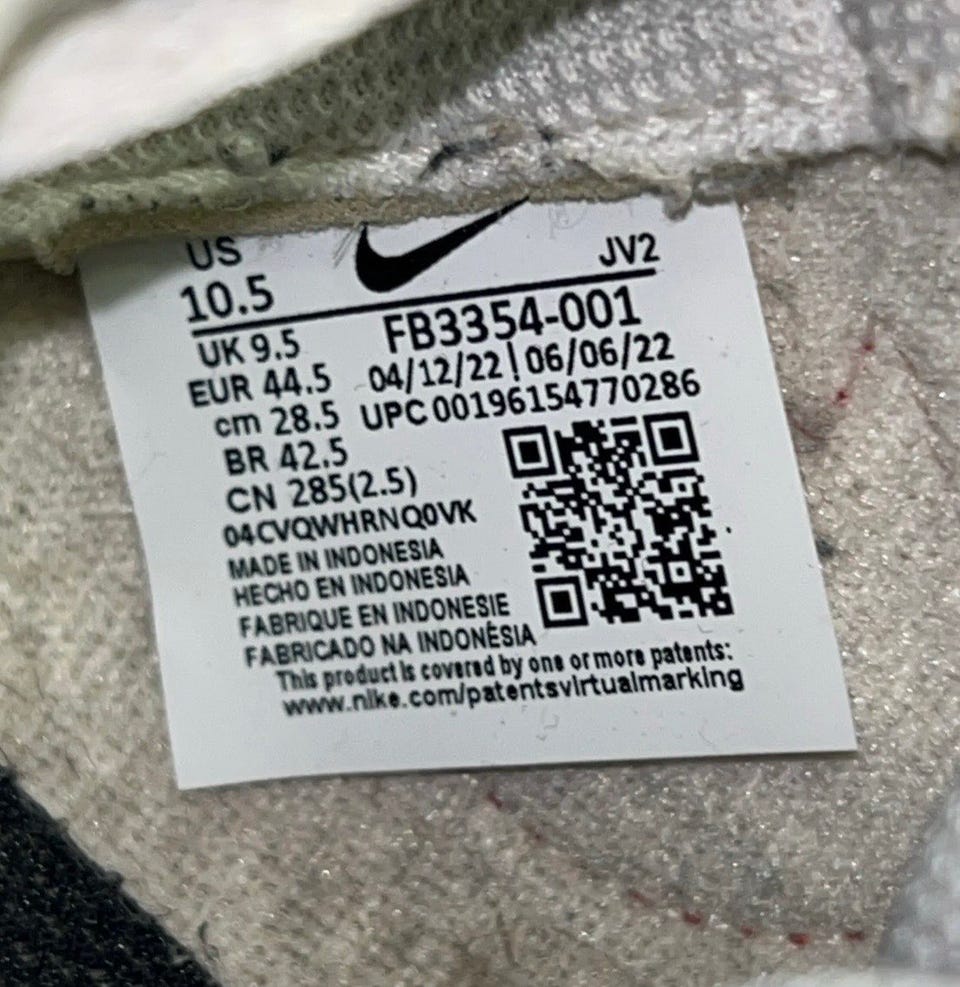 US JV2
10.5
UK 9.5 FB3354-001
EUR 44.5 04/12/22 | 06/06/22
cm 28.5 UPC 00196154770286
BR 42.5
CN 285(2.5)
04CVQWHRNQ0VK
MADE IN INDONESIA
HECHO EN INDONESIA
FABRIQUE EN INDONESIE
FABRICADO NA INDONÉSIA
This product is covered by one or more patents:
www.nike.com/patentsvirtualmarking